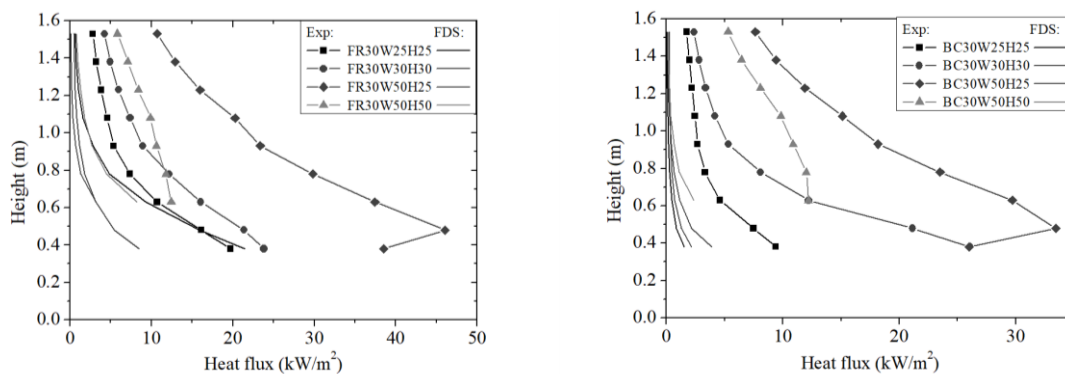 1.6
1.4
1.2
1.0
0.8
0.6
0.4
0.2
0.0
Height (m)
0 10 20 30 40 50
Heat flux (kW/m²)
Exp: FDS:
FR30W25H25
FR30W30H30
FR30W50H25
FR30W50H50
1.6
1.4
1.2
1.0
0.8
0.6
0.4
0.2
0.0
Height (m)
0 10 20 30
Heat flux (kW/m²)
Exp: FDS:
BC30W25H25
BC30W30H30
BC30W50H25
BC30W50H50